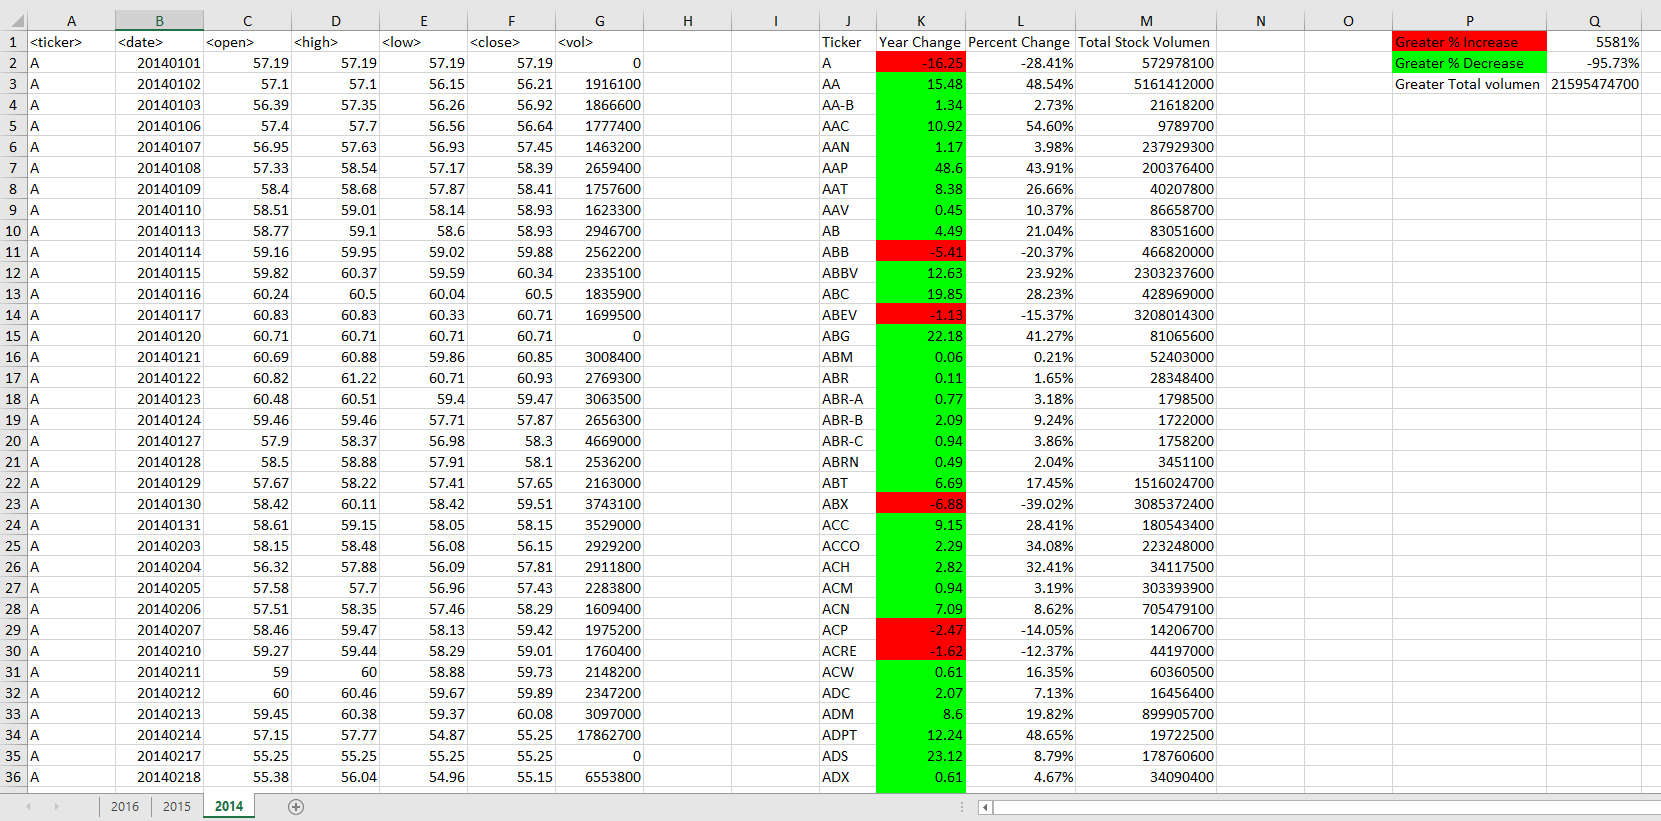 A B C D E F G H I J K L M N O P Q
1 <ticker> <date> <open> <high> <low> <close> <vol> Ticker Year Change Percent Change Total Stock Volumen Greater % Increase 5581%
2 A 20140101 57.19 57.19 57.19 57.19 0 A -16.25 -28.41% 572978100 Greater % Decrease -95.73%
3 A 20140102 57.1 57.1 56.15 56.21 1916100 AA 15.48 48.54% 5161412000 Greater Total volumen 21595474700
4 A 20140103 56.39 57.35 56.26 56.92 1866600 AA-B 1.34 2.73% 21618200
5 A 20140106 57.4 57.7 56.56 56.64 1777400 AAC 10.92 54.60% 9789700
6 A 20140107 56.95 57.63 56.93 57.45 1463200 AAN 1.17 3.98% 237929300
7 A 20140108 57.33 58.54 57.17 58.39 2659400 AAP 48.6 43.91% 200376400
8 A 20140109 58.4 58.68 57.87 58.41 1757600 AAT 8.38 26.66% 40207800
9 A 20140110 58.51 59.01 58.14 58.93 1623300 AAV 0.45 10.37% 86658700
10 A 20140113 58.77 59.1 58.6 58.93 2946700 AB 4.49 21.04% 83051600
11 A 20140114 59.16 59.95 59.02 59.88 2562200 ABB -5.41 -20.37% 466820000
12 A 20140115 59.82 60.37 59.59 60.34 2335100 ABBV 12.63 23.92% 2303237600
13 A 20140116 60.24 60.5 60.04 60.5 1835900 ABC 19.85 28.23% 428969000
14 A 20140117 60.83 60.83 60.33 60.71 1699500 ABEV -1.13 -15.37% 3208014300
15 A 20140120 60.71 60.71 60.71 60.71 0 ABG 22.18 41.27% 81065600
16 A 20140121 60.69 60.88 59.86 60.85 3008400 ABM 0.06 0.21% 52403000
17 A 20140122 60.82 61.22 60.71 60.93 2769300 ABR 0.11 1.65% 28348400
18 A 20140123 60.48 60.51 59.4 59.47 3063500 ABR-A 0.77 3.18% 1798500
19 A 20140124 59.46 59.46 57.71 57.87 2656300 ABR-B 2.09 9.24% 1722000
20 A 20140127 57.9 58.37 56.98 58.3 4669000 ABR-C 0.94 3.86% 1758200
21 A 20140128 58.5 58.88 57.91 58.1 2536200 ABRN 0.49 2.04% 3451100
22 A 20140129 57.67 58.22 57.41 57.65 2163000 ABT 6.69 17.45% 1516024700
23 A 20140130 58.42 60.11 58.42 59.51 3743100 ABX -6.88 -39.02% 3085372400
24 A 20140131 58.61 59.15 58.05 58.15 3529000 ACC 9.15 28.41% 180543400
25 A 20140203 58.15 58.48 56.08 56.15 2929200 ACCO 2.29 34.08% 223248000
26 A 20140204 56.32 57.88 56.09 57.81 2911800 ACH 2.82 32.41% 34117500
27 A 20140205 57.58 57.7 56.96 57.43 2283800 ACM 0.94 3.19% 303393900
28 A 20140206 57.51 58.35 57.46 58.29 1609400 ACN 7.09 8.62% 705479100
29 A 20140207 58.46 59.47 58.13 59.42 1975200 ACP -2.47 -14.05% 14206700
30 A 20140210 59.27 59.44 58.29 59.01 1760400 ACRE -1.62 -12.37% 44197000
31 A 20140211 59 60 58.88 59.73 2148200 ACW 0.61 16.35% 60360500
32 A 20140212 60 60.46 59.67 59.89 2347200 ADC 2.07 7.13% 16456400
33 A 20140213 59.45 60.38 59.37 60.08 3097000 ADM 8.6 19.82% 899905700
34 A 20140214 57.15 57.77 54.87 55.25 17862700 ADPT 12.24 48.65% 19722500
35 A 20140217 55.25 55.25 55.25 55.25 0 ADS 23.12 8.79% 178760600
36 A 20140218 55.38 56.04 54.96 55.15 6553800 ADX 0.61 4.67% 34090400
2016 2015 2014